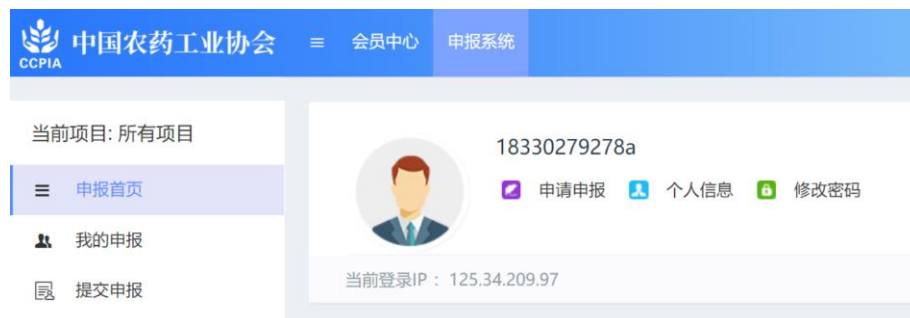 CCPIA 中国农药工业协会 会员中心 申报系统
当前项目: 所有项目
申报首页
我的申报
提交申报
18330279278a
申请申报 个人信息 修改密码
当前登录IP : 125.34.209.97